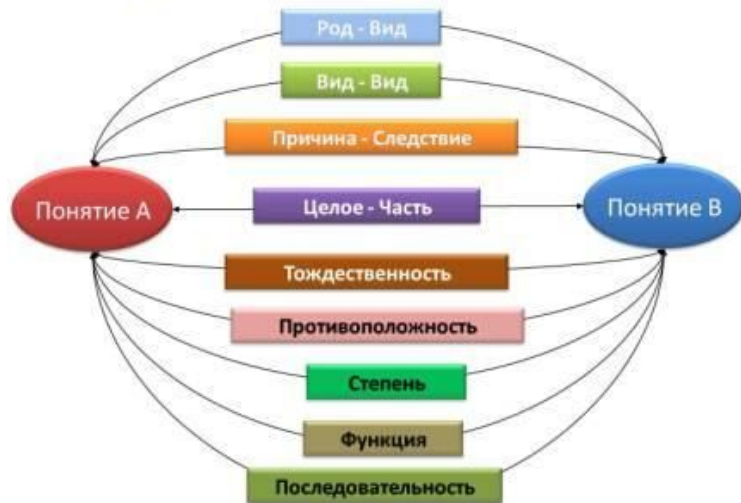 Род - Вид
Вид - Вид
Причина - Следствие
Понятие А
Целое - Часть
Понятие В
Тождественность
Противоположность
Степень
Функция
Последовательность